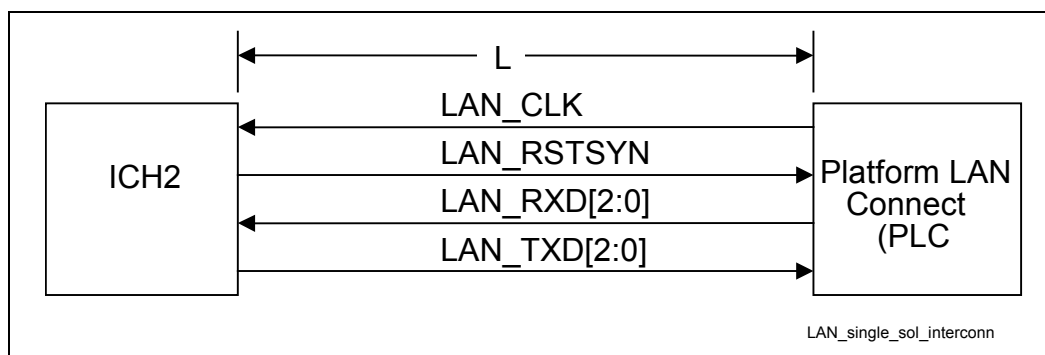 L
LAN_CLK
LAN_RSTSYN
ICH2
LAN_RXD[2:0]
LAN_TXD[2:0]
Platform LAN
Connect
(PLC
LAN_single_sol_interconn